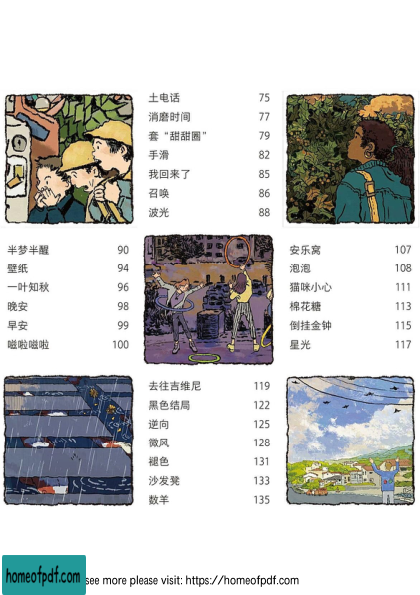 土电话 75
消磨时间 77
套“甜甜圈” 79
手滑 82
我回来了 85
召唤 86
波光 88
半梦半醒 90
壁纸 94
一叶知秋 96
晚安 98
早安 99
嗞啦嗞啦 100
安乐窝 107
泡泡 108
猫咪小心 111
棉花糖 113
倒挂金钟 115
星光 117
去往吉维尼 119
黑色结局 122
逆向 125
微风 128
褪色 131
沙发凳 133
数羊 135
homeofpdf.com
see more please visit: https://homeofpdf.com